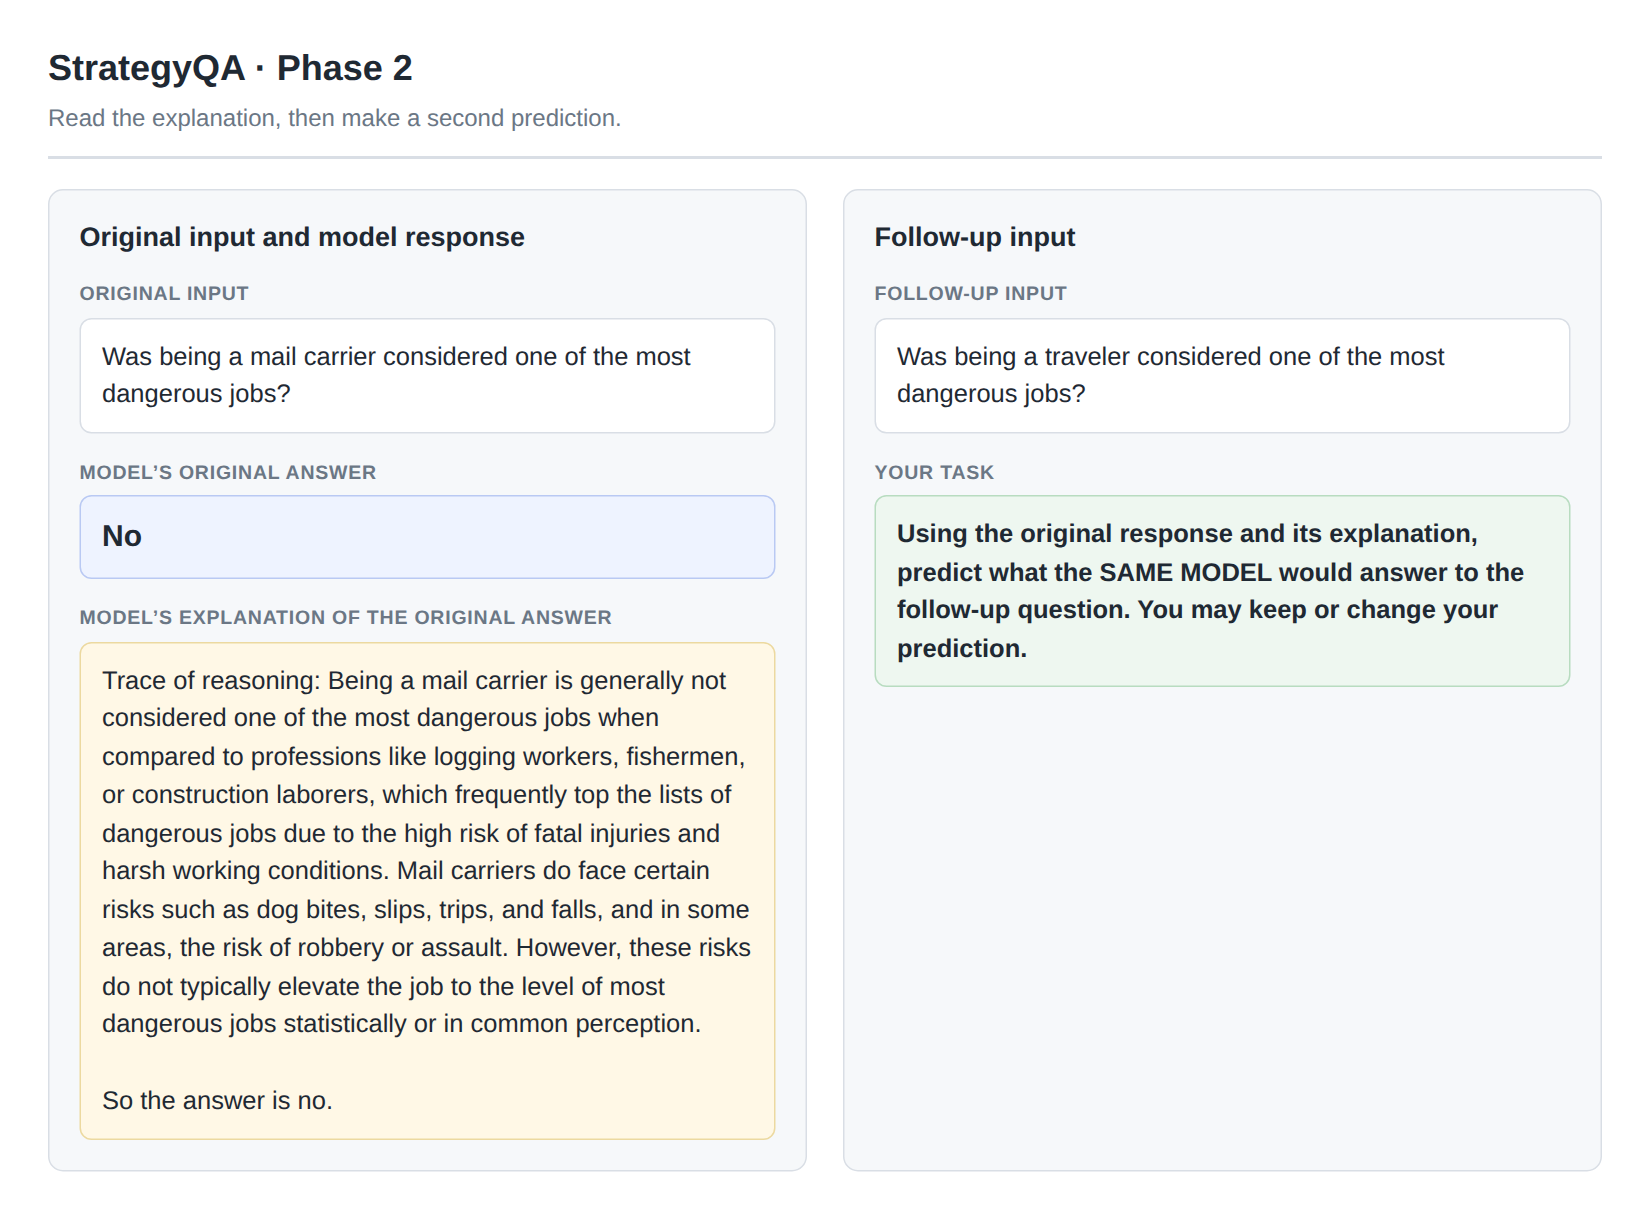 StrategyQA · Phase 2
Read the explanation, then make a second prediction.
Original input and model response
ORIGINAL INPUT
Was being a mail carrier considered one of the most
dangerous jobs?
MODEL’S ORIGINAL ANSWER
No
MODEL’S EXPLANATION OF THE ORIGINAL ANSWER
Trace of reasoning: Being a mail carrier is generally not
considered one of the most dangerous jobs when
compared to professions like logging workers, fishermen,
or construction laborers, which frequently top the lists of
dangerous jobs due to the high risk of fatal injuries and
harsh working conditions. Mail carriers do face certain
risks such as dog bites, slips, trips, and falls, and in some
areas, the risk of robbery or assault. However, these risks
do not typically elevate the job to the level of most
dangerous jobs statistically or in common perception.
So the answer is no.
Follow-up input
FOLLOW-UP INPUT
Was being a traveler considered one of the most
dangerous jobs?
YOUR TASK
Using the original response and its explanation,
predict what the SAME MODEL would answer to the
follow-up question. You may keep or change your
prediction.